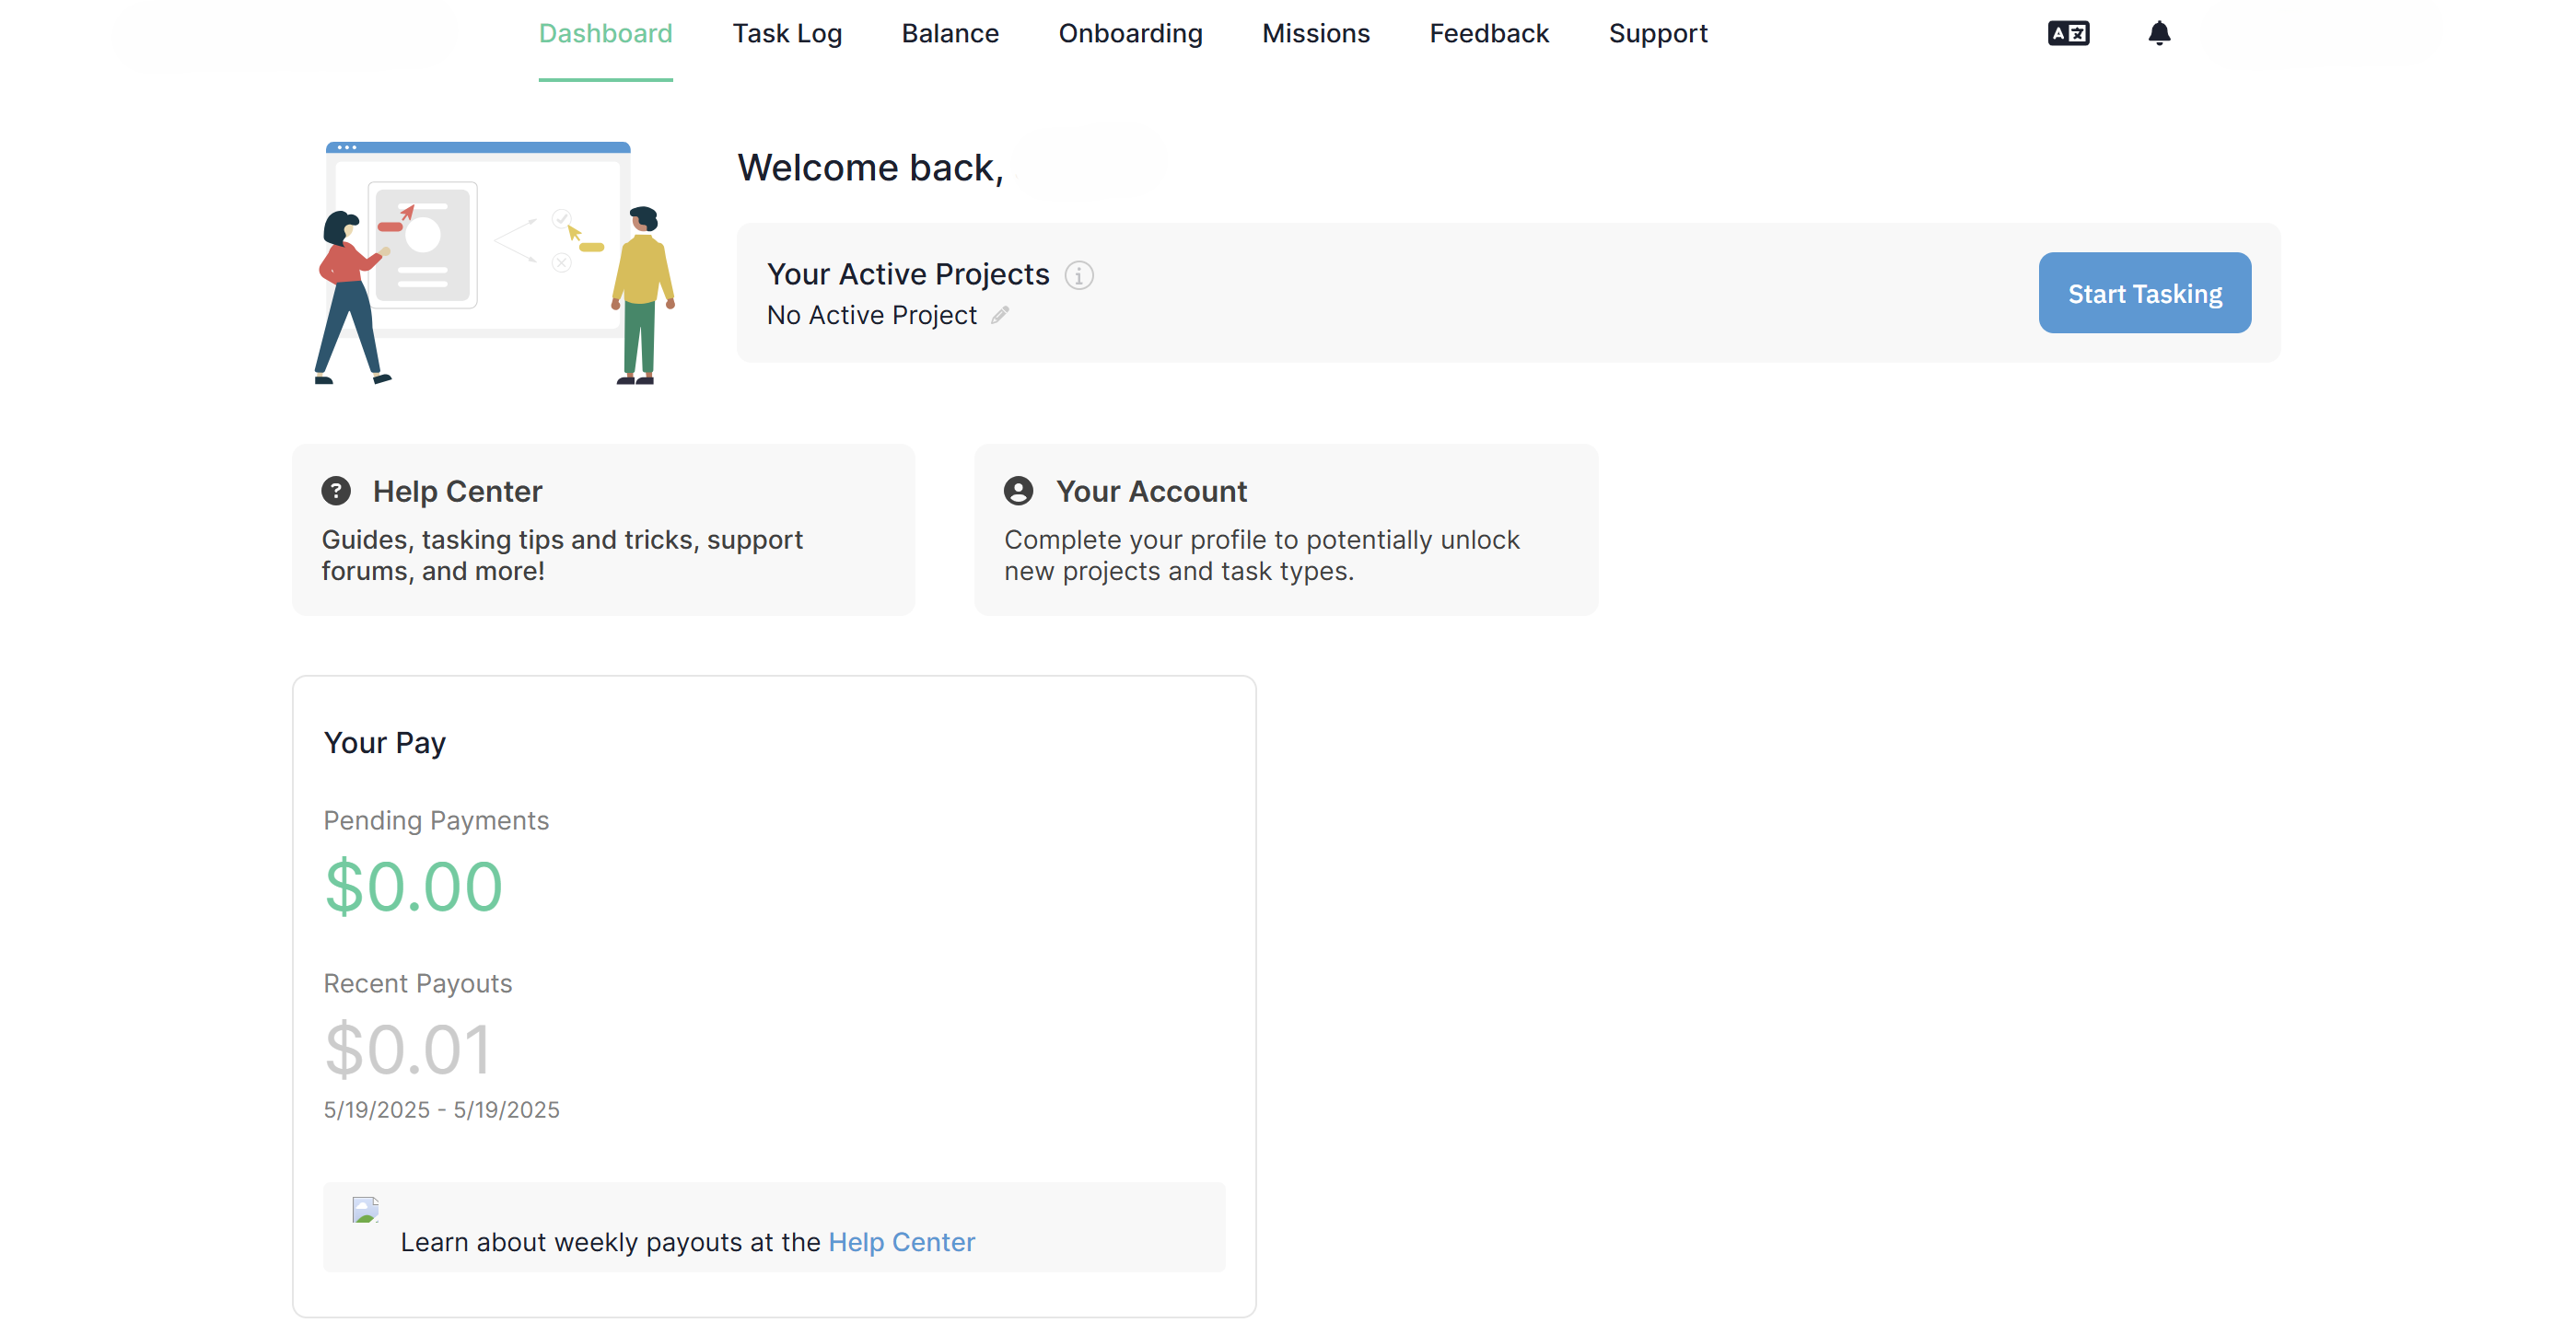 Dashboard Task Log Balance Onboarding Missions Feedback Support
Welcome back,
Your Active Projects
No Active Project
Start Tasking
Help Center
Guides, tasking tips and tricks, support
forums, and more!
Your Account
Complete your profile to potentially unlock
new projects and task types.
Your Pay
Pending Payments
$0.00
Recent Payouts
$0.01
5/19/2025 - 5/19/2025
Learn about weekly payouts at the Help Center